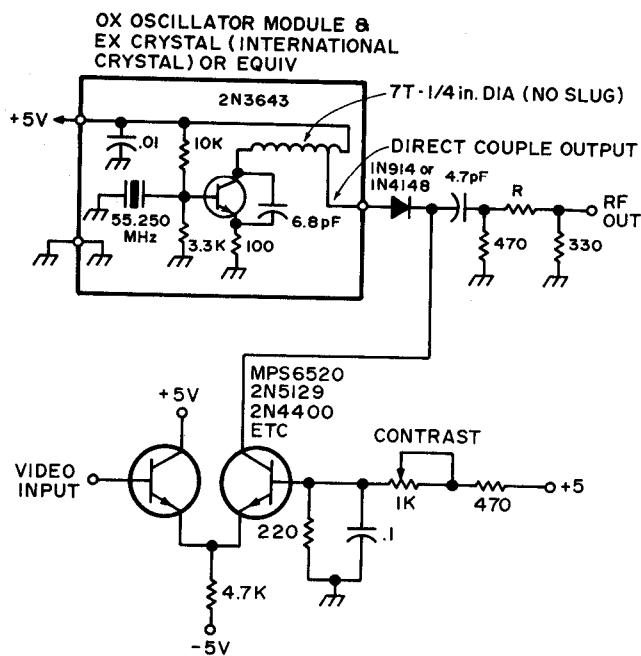 OX OSCILLATOR MODULE &
EX CRYSTAL (INTERNATIONAL
CRYSTAL) OR EQUIV
2N3643
7T-1/4 in. DIA (NO SLUG)
+5V
.01
10K
DIRECT COUPLE OUTPUT
1N914 or
1N4148
4.7pF
R
RF
OUT
55.250
MHz
6.8pF
3.3K
100
470
330
MPS6520
2N5129
2N4400
ETC
+5V
CONTRAST
VIDEO
INPUT
1K
470
+5
220
.1
4.7K
-5V